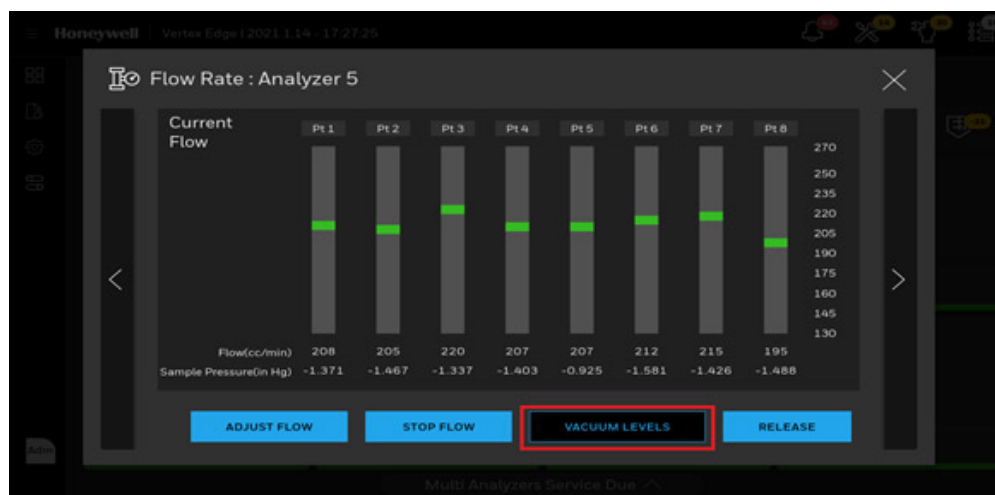 Honeywell | Vertex Edge | 2021.1.14 - 17:27:25
Flow Rate : Analyzer 5
Current
Flow
Pt 1 Pt 2 Pt 3 Pt 4 Pt 5 Pt 6 Pt 7 Pt 8
270
250
235
220
205
190
175
160
145
130
Flow(cc/min) 208 205 220 207 207 212 215 195
Sample Pressure(in Hg) -1.371 -1.467 -1.337 -1.403 -0.925 -1.581 -1.426 -1.488
ADJUST FLOW STOP FLOW VACUUM LEVELS RELEASE
Adm
Multi Analyzers Service Due